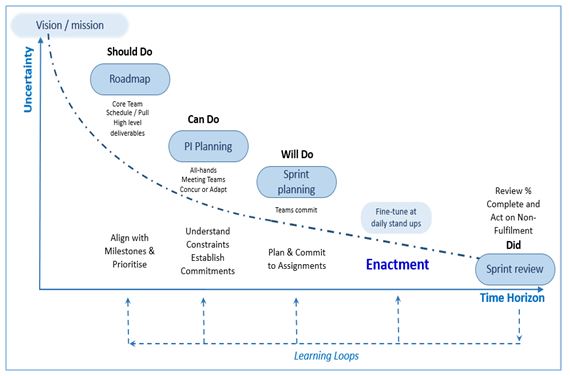 Vision / mission
Uncertainty
Should Do
Roadmap
Core Team
Schedule / Pull
High level
deliverables
Can Do
PI Planning
All-hands
Meeting Teams
Concur or Adapt
Will Do
Sprint
planning
Teams commit
Fine-tune at
daily stand ups
Review %
Complete and
Act on Non-
Fulfilment
Did
Sprint review
Align with
Milestones &
Prioritise
Understand
Constraints
Establish
Commitments
Plan & Commit
to Assignments
Enactment
Time Horizon
Learning Loops